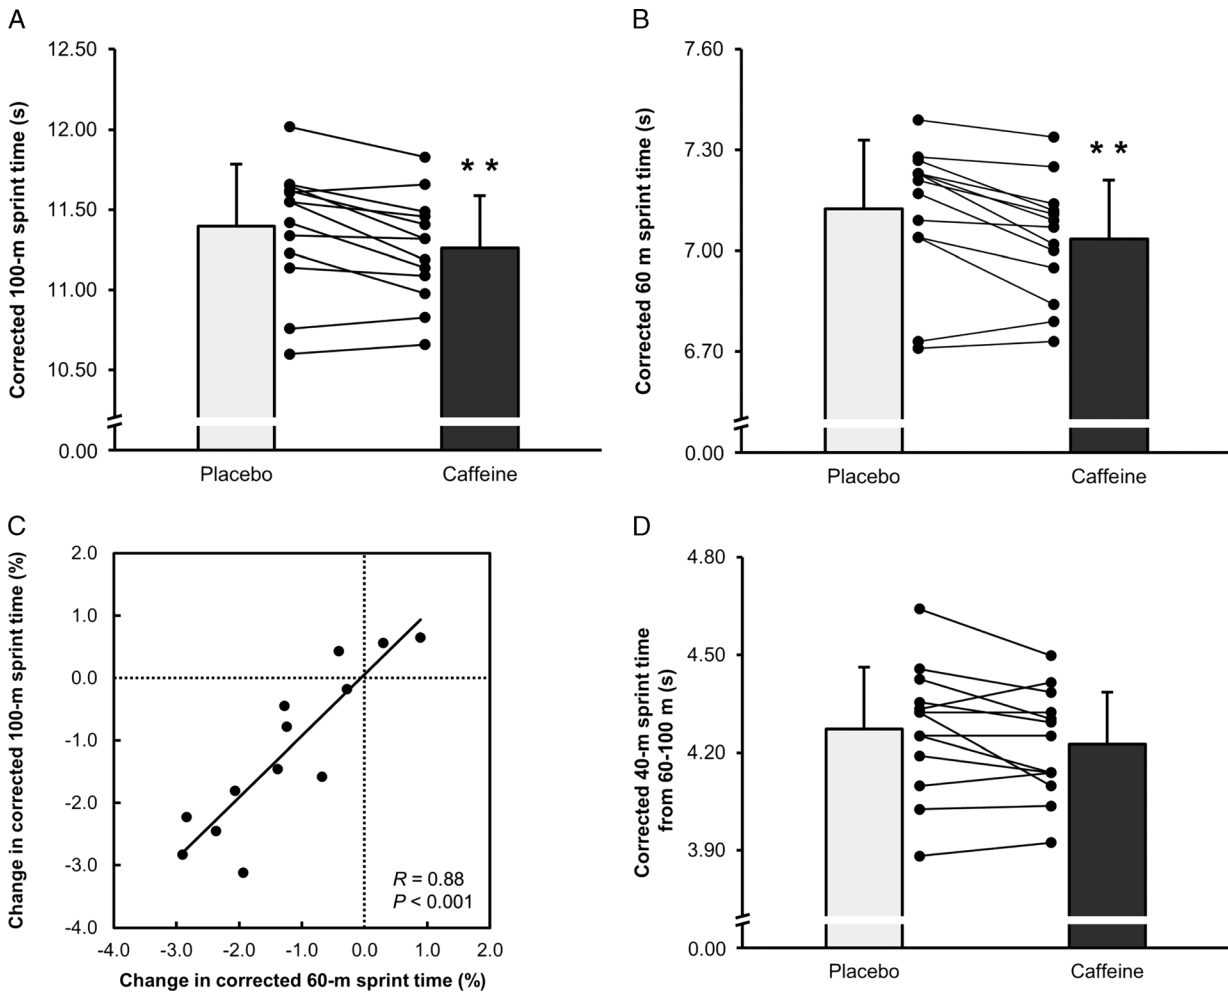 A
Corrected 100-m sprint time (s)
12.50
12.00
11.50
11.00
10.50
0.00
* *
Placebo
Caffeine
B
Corrected 60 m sprint time (s)
7.60
7.30
7.00
6.70
0.00
* *
Placebo
Caffeine
C
Change in corrected 100-m sprint time (%)
2.0
1.0
0.0
-1.0
-2.0
-3.0
-4.0
R = 0.88
P < 0.001
-4.0 -3.0 -2.0 -1.0 0.0 1.0 2.0
Change in corrected 60-m sprint time (%)
D
Corrected 40-m sprint time
from 60-100 m (s)
4.80
4.50
4.20
3.90
0.00
Placebo
Caffeine